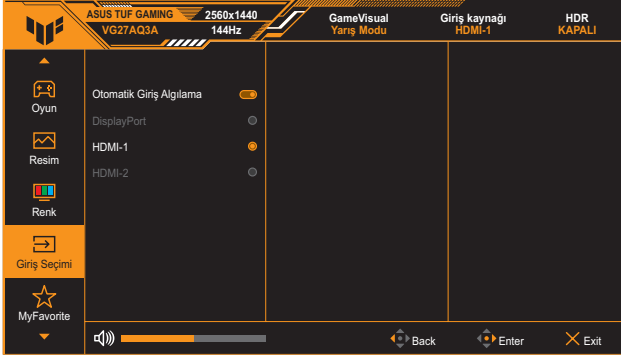 ASUS TUF GAMING
VG27AQ3A
2560x1440
144Hz
GameVisual
Yarış Modu
Giriş kaynağı
HDMI-1
HDR
KAPALI
Oyun
Resim
Renk
Giriş Seçimi
MyFavorite
Otomatik Giriş Algılama
DisplayPort
HDMI-1
HDMI-2
Back
Enter
Exit